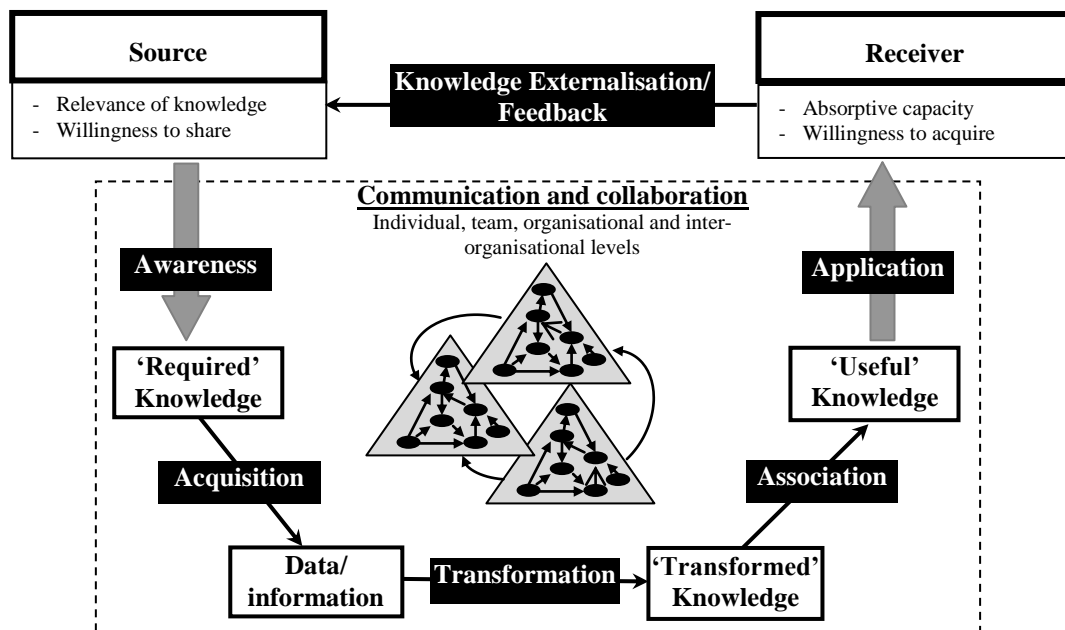 Source
- Relevance of knowledge
- Willingness to share
Knowledge Externalisation/
Feedback
Receiver
- Absorptive capacity
- Willingness to acquire
Communication and collaboration
Individual, team, organisational and inter-
organisational levels
Awareness
Application
‘Required’
Knowledge
‘Useful’
Knowledge
Acquisition
Association
Data/
information
Transformation
‘Transformed’
Knowledge